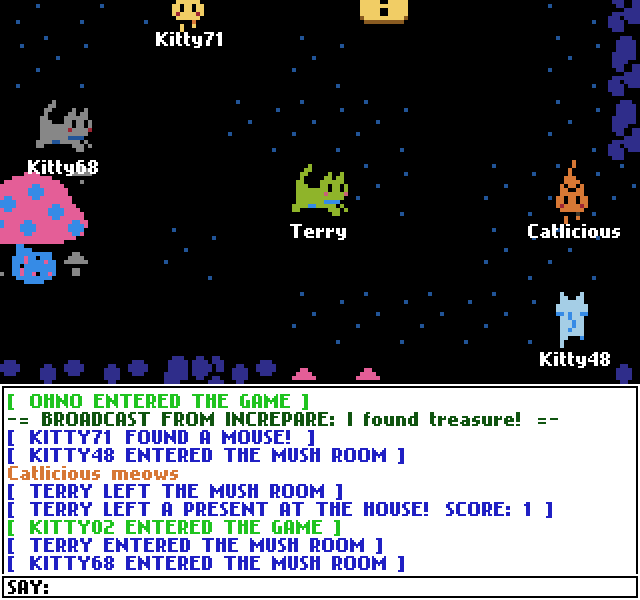 Kitty71
Kitty68
Terry
Catlicious
Kitty48
[ OHNO ENTERED THE GAME ]
-= BROADCAST FROM INCREPARE: I found treasure! =-
[ KITTY71 FOUND A MOUSE! ]
[ KITTY48 ENTERED THE MUSH ROOM ]
Catlicious meows
[ TERRY LEFT THE MUSH ROOM ]
[ TERRY LEFT A PRESENT AT THE HOUSE! SCORE: 1 ]
[ KITTY02 ENTERED THE GAME ]
[ TERRY ENTERED THE MUSH ROOM ]
[ KITTY68 ENTERED THE MUSH ROOM ]
SAY: